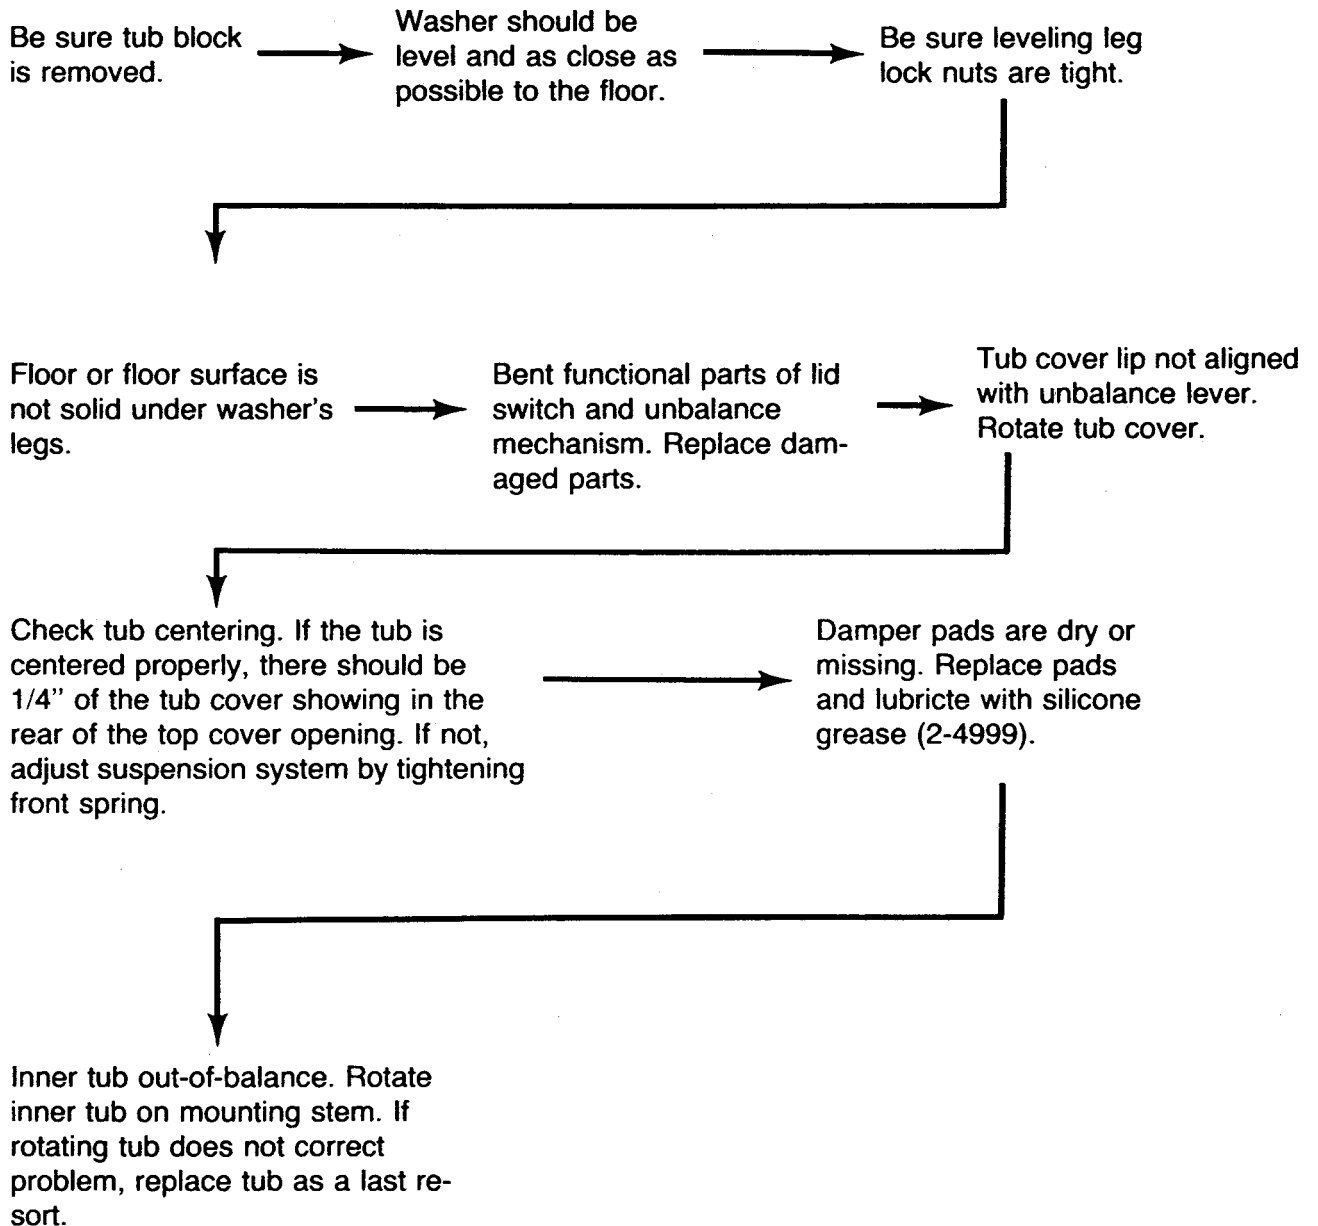 Be sure tub block
is removed.
Washer should be
level and as close as
possible to the floor.
Be sure leveling leg
lock nuts are tight.
Floor or floor surface is
not solid under washer's
legs.
Bent functional parts of lid
switch and unbalance
mechanism. Replace dam-
aged parts.
Tub cover lip not aligned
with unbalance lever.
Rotate tub cover.
Check tub centering. If the tub is
centered properly, there should be
1/4” of the tub cover showing in the
rear of the top cover opening. If not,
adjust suspension system by tightening
front spring.
Damper pads are dry or
missing. Replace pads
and lubricte with silicone
grease (2-4999).
Inner tub out-of-balance. Rotate
inner tub on mounting stem. If
rotating tub does not correct
problem, replace tub as a last re-
sort.